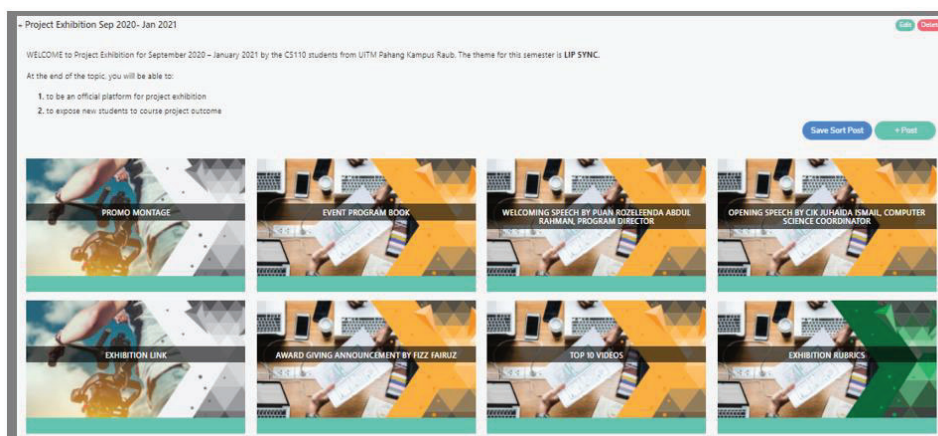 - Project Exhibition Sep 2020- Jan 2021
Edit
Delete
WELCOME to Project Exhibition for September 2020 – January 2021 by the CS110 students from UiTM Pahang Kampus Raub. The theme for this semester is LIP SYNC.
At the end of the topic, you will be able to:
1. to be an official platform for project exhibition
2. to expose new students to course project outcome
Save Sort Post
+ Post
PROMO MONTAGE
EVENT PROGRAM BOOK
WELCOMING SPEECH BY PUAN ROZELEENDA ABDUL
RAHMAN, PROGRAM DIRECTOR
OPENING SPEECH BY CIK JUHAIDA ISMAIL, COMPUTER
SCIENCE COORDINATOR
EXHIBITION LINK
AWARD GIVING ANNOUNCEMENT BY FIZZ FAIRUZ
TOP 10 VIDEOS
EXHIBITION RUBRICS